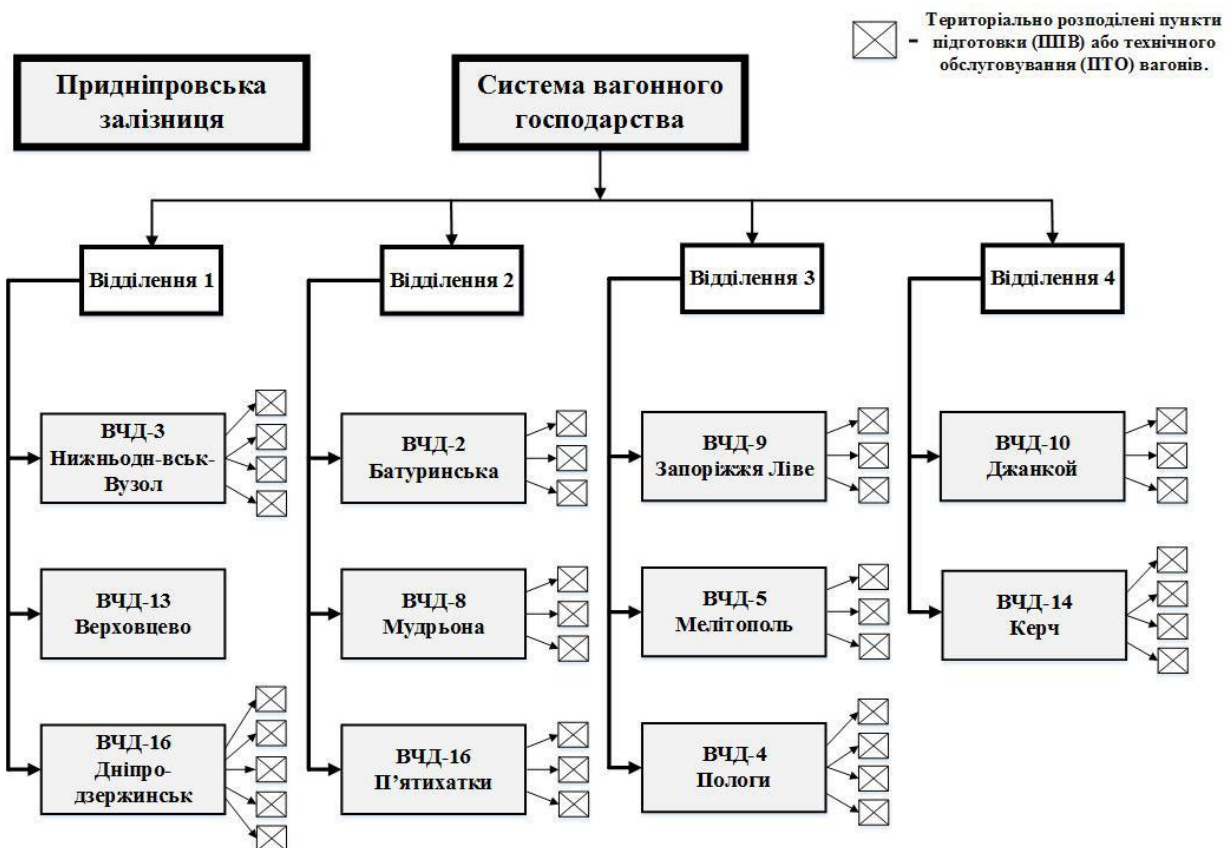 Територіально розподілені пункти
підготовки (ППВ) або технічного
обслуговування (ПТО) вагонів.
-
Придніпровська
залізниця
Система вагонного
господарства
Відділення 1
Відділення 2
Відділення 3
Відділення 4
ВЧД-3
Нижньодн-вськ-
Вузол
ВЧД-2
Батуринська
ВЧД-9
Запоріжжя Ліве
ВЧД-10
Джанкой
ВЧД-13
Верховцево
ВЧД-8
Мудрьона
ВЧД-5
Мелітополь
ВЧД-14
Керч
ВЧД-16
Дніпро-
дзержинськ
ВЧД-16
П’ятихатки
ВЧД-4
Пологи